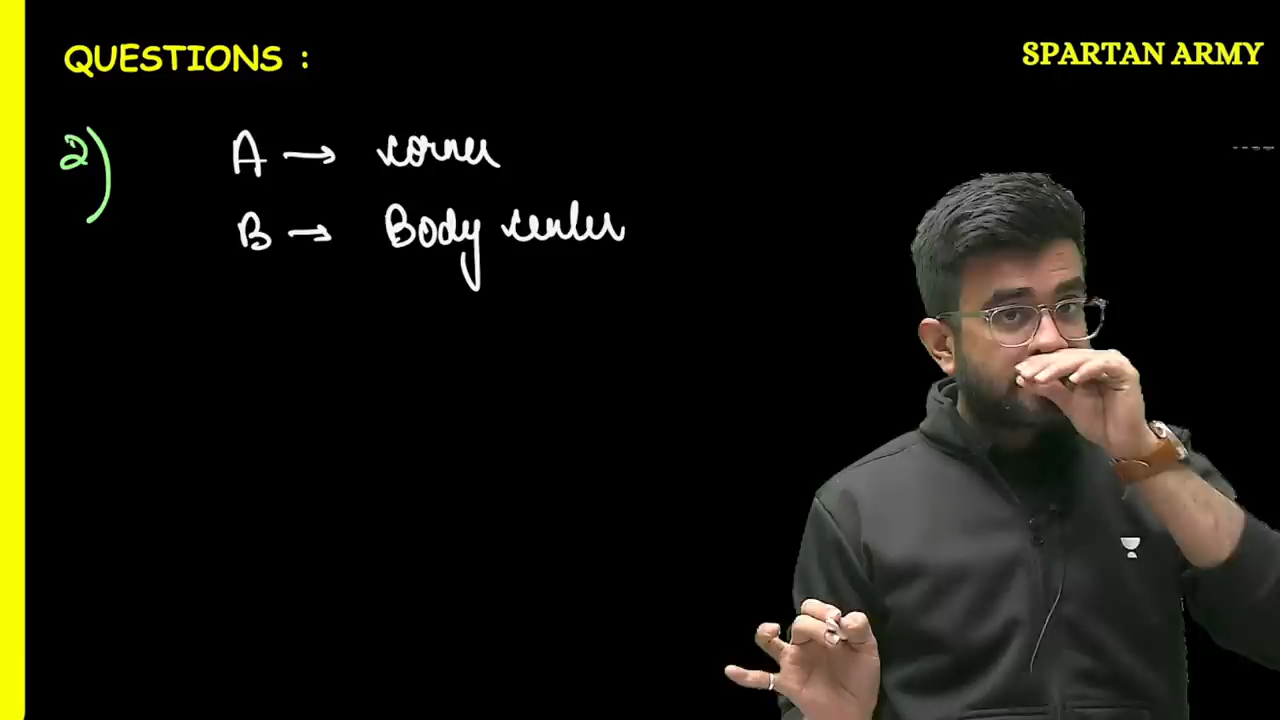 QUESTIONS :
SPARTAN ARMY
2)
A → corner
B → Body center